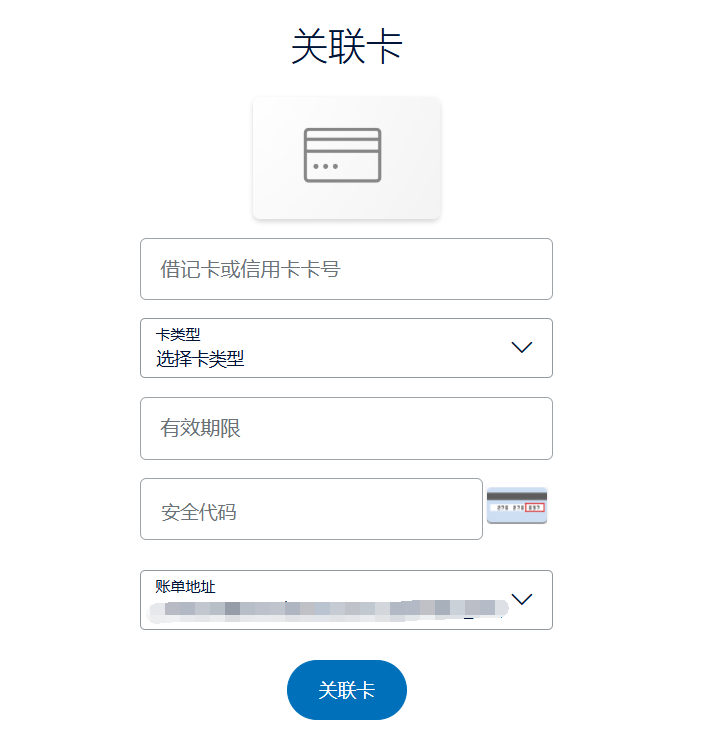 关联卡
借记卡或信用卡卡号
卡类型
选择卡类型
有效期限
安全代码
账单地址
关联卡